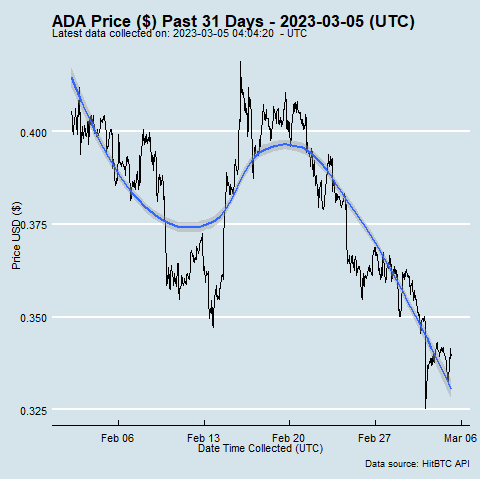 ADA Price ($) Past 31 Days - 2023-03-05 (UTC)
Latest data collected on: 2023-03-05 04:04:20 - UTC
Price USD ($)
0.400
0.375
0.350
0.325
Feb 06 Feb 13 Feb 20 Feb 27 Mar 06
Date Time Collected (UTC)
Data source: HitBTC API